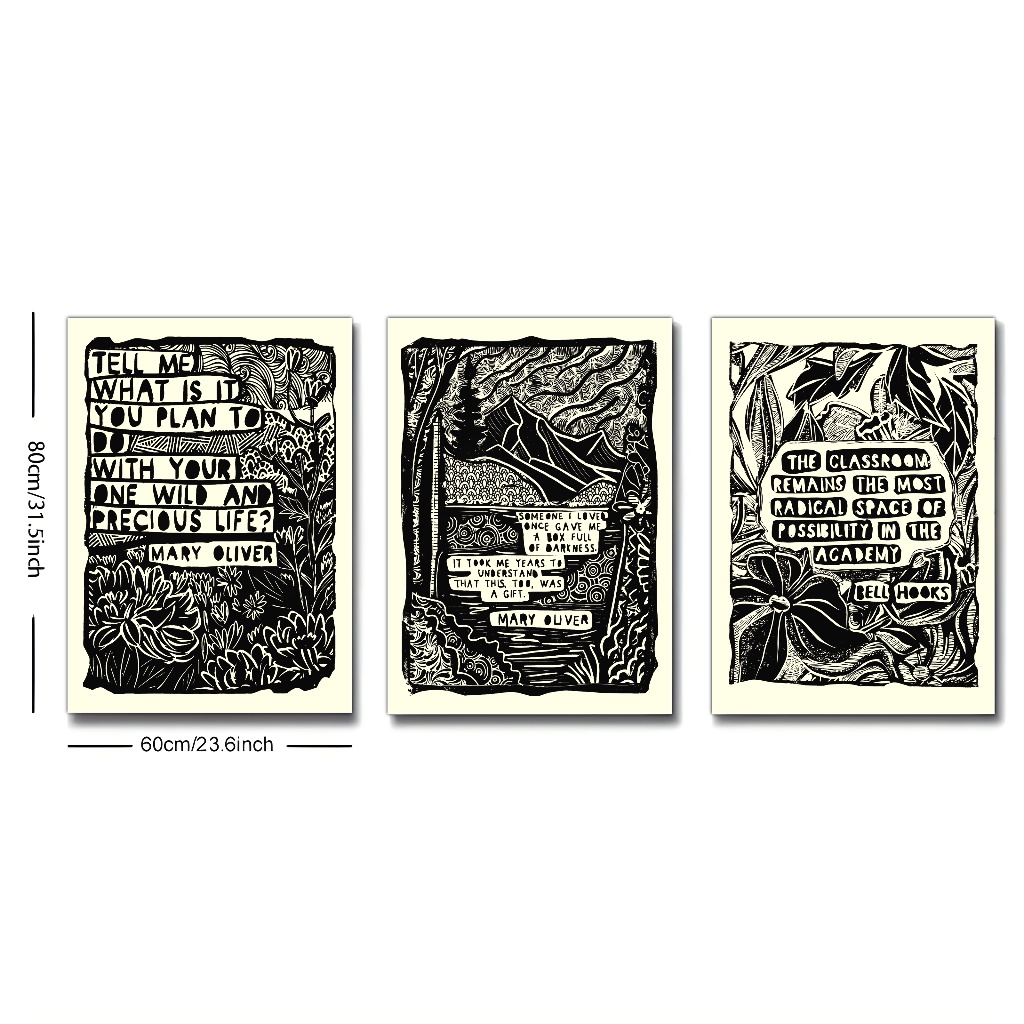 TELL ME
WHAT IS IT
YOU PLAN TO
DO
WITH YOUR
ONE WILD AND
PRECIOUS LIFE?
MARY OLIVER
SOMEONE I LOVED
ONCE GAVE ME
A BOX FULL
OF DARKNESS.
IT TOOK ME YEARS TO
UNDERSTAND
THAT THIS, TOO, WAS
A GIFT.
MARY OLIVER
THE CLASSROOM
REMAINS THE MOST
RADICAL SPACE OF
POSSIBILITY IN THE
ACADEMY
BELL HOOKS
80cm/31.5inch
60cm/23.6inch